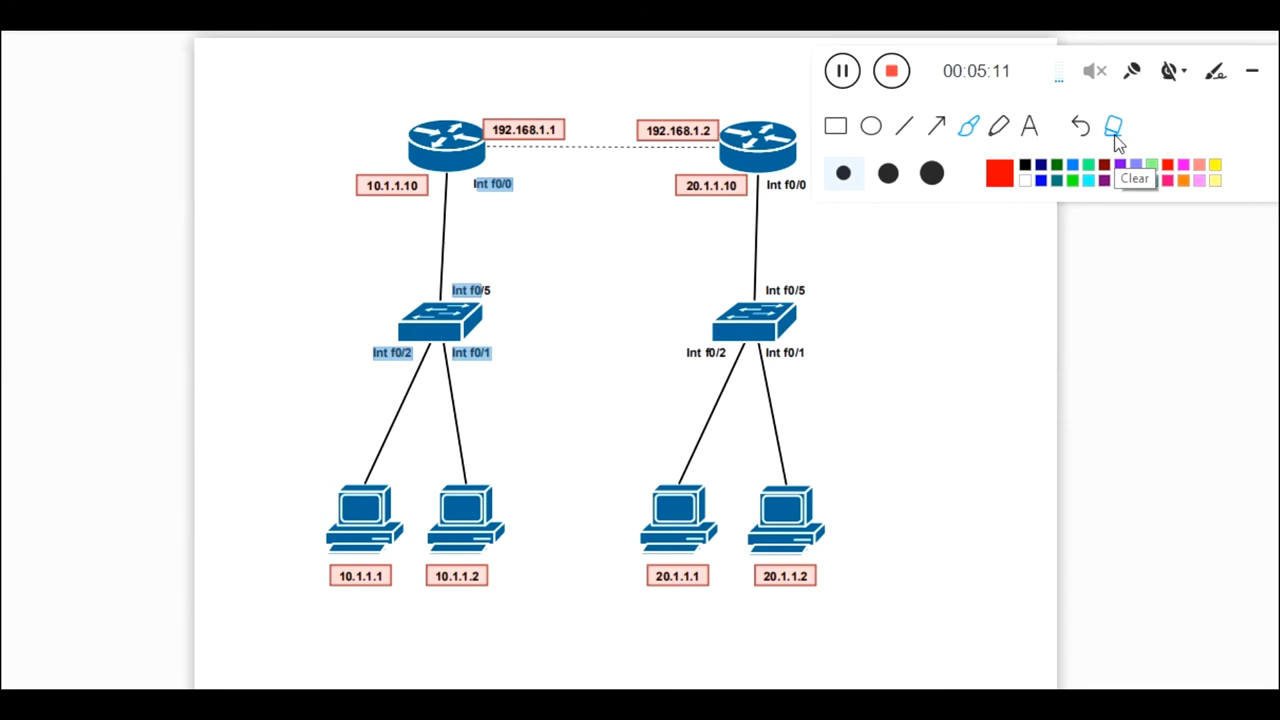 00:05:11
A
Clear
192.168.1.1
192.168.1.2
10.1.1.10
Int f0/0
20.1.1.10
Int f0/0
Int f0/5
Int f0/5
Int f0/2
Int f0/1
Int f0/2
Int f0/1
10.1.1.1
10.1.1.2
20.1.1.1
20.1.1.2